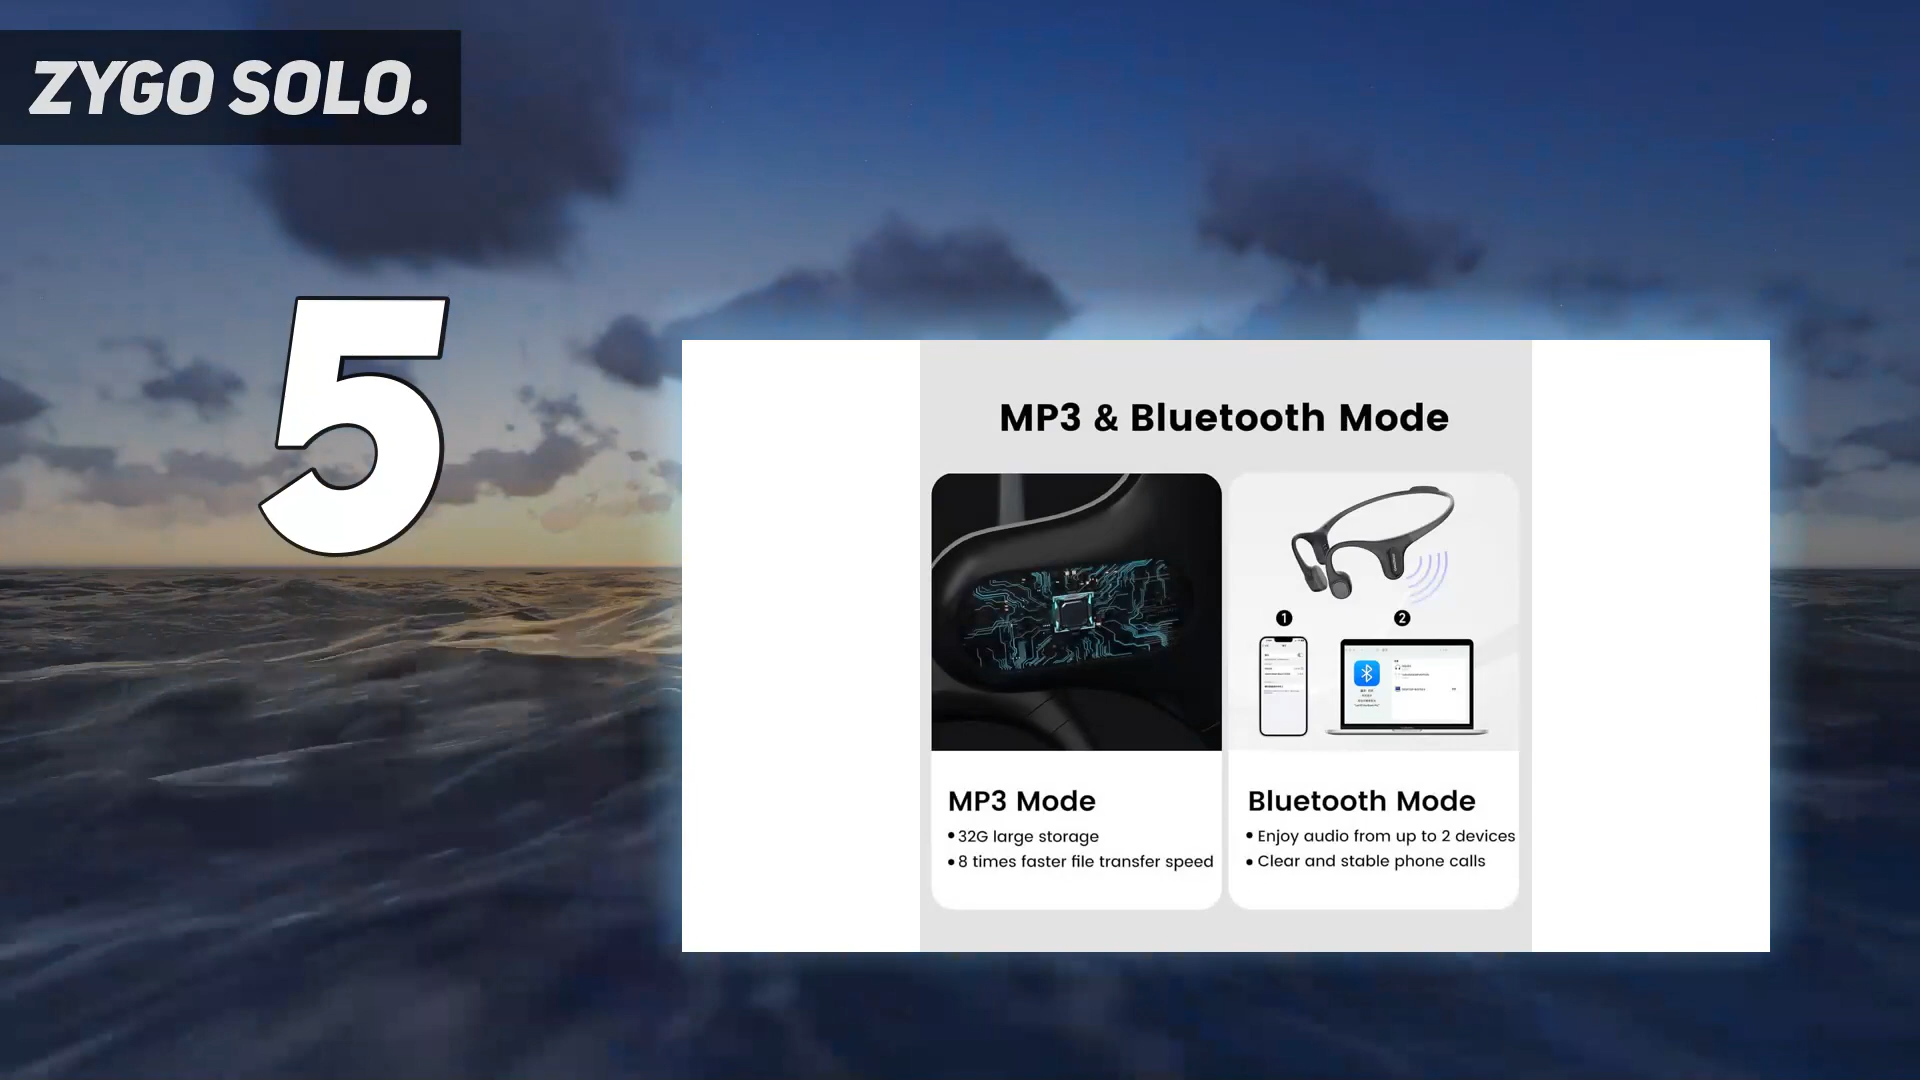 ZYGO SOLO.
5
MP3 & Bluetooth Mode
1
2
MP3 Mode
• 32G large storage
• 8 times faster file transfer speed
Bluetooth Mode
• Enjoy audio from up to 2 devices
• Clear and stable phone calls